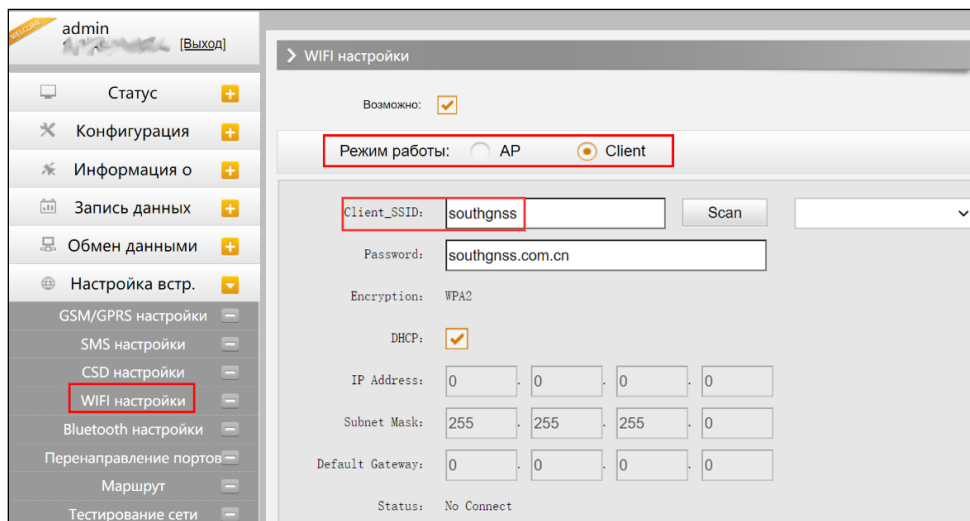 WELCOME
admin
[Выход]
Статус
Конфигурация
Информация о
Запись данных
Обмен данными
Настройка встр.
GSM/GPRS настройки
SMS настройки
CSD настройки
WIFI настройки
Bluetooth настройки
Перенаправление портов
Маршрут
Тестирование сети
WIFI настройки
Возможно:
Режим работы: AP Client
Client_SSID: southgnss Scan
Password: southgnss.com.cn
Encryption: WPA2
DHCP:
IP Address: 0 . 0 . 0 . 0
Subnet Mask: 255 . 255 . 255 . 0
Default Gateway: 0 . 0 . 0 . 0
Status: No Connect